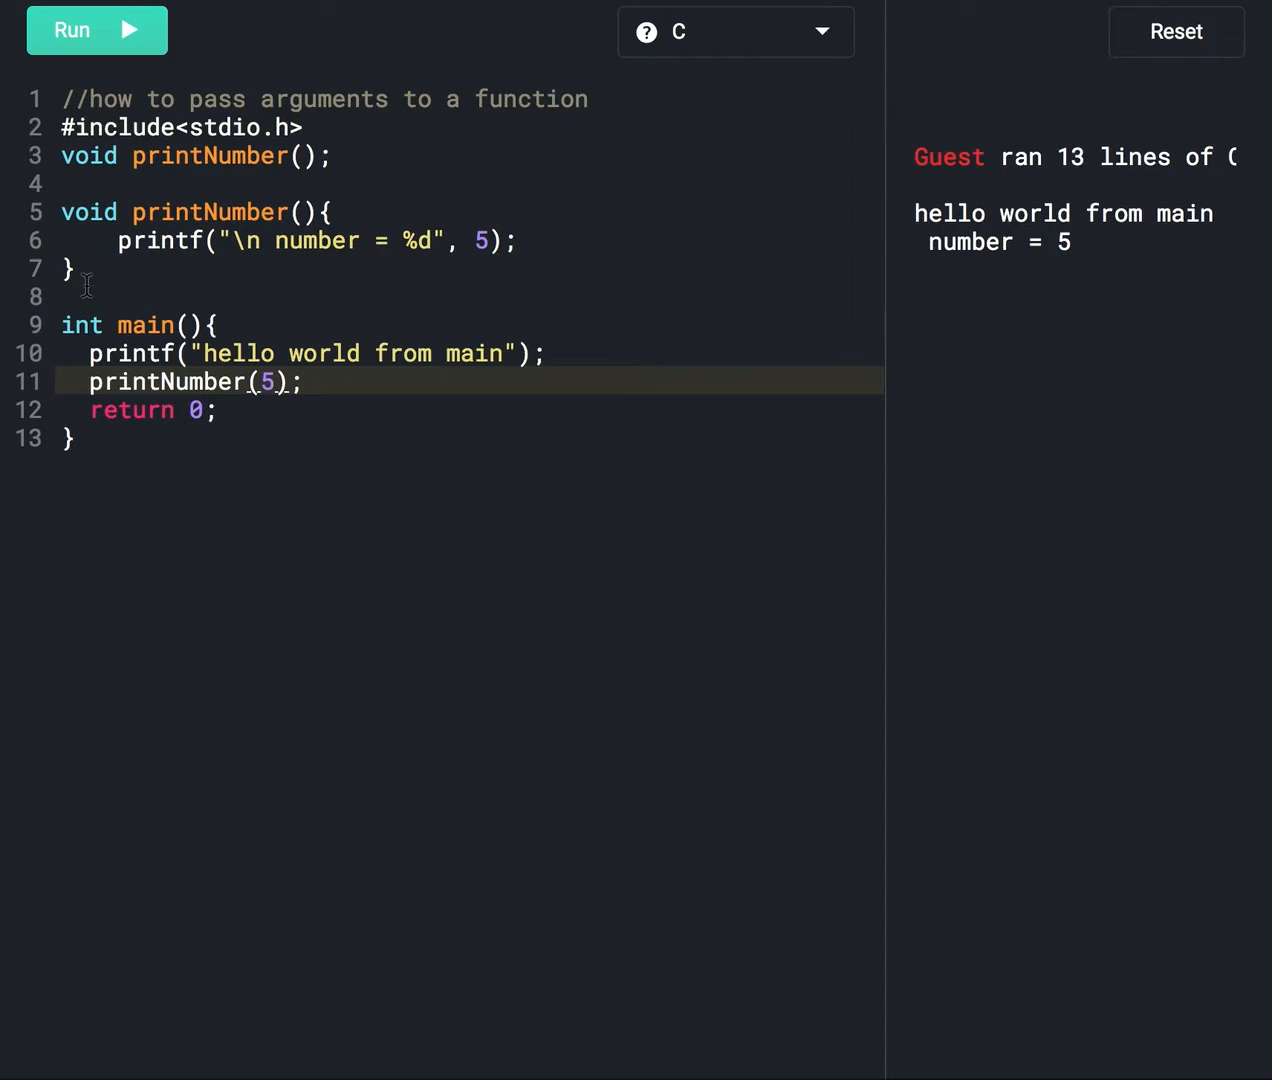 Run
? C
Reset
1 //how to pass arguments to a function
2 #include<stdio.h>
3 void printNumber();
4
5 void printNumber(){
6     printf("\n number = %d", 5);
7 }
8
9 int main(){
10   printf("hello world from main");
11   printNumber(5);
12   return 0;
13 }
Guest ran 13 lines of C
hello world from main
 number = 5